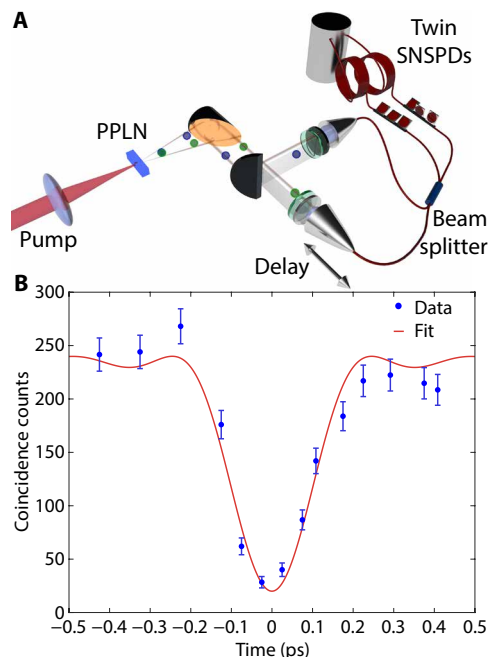 A
Twin
SNSPDs
PPLN
Pump
Beam
splitter
Delay
B
300
250
200
150
100
50
0
Coincidence counts
Data
Fit
−0.5 −0.4 −0.3 −0.2 −0.1 0 0.1 0.2 0.3 0.4 0.5
Time (ps)